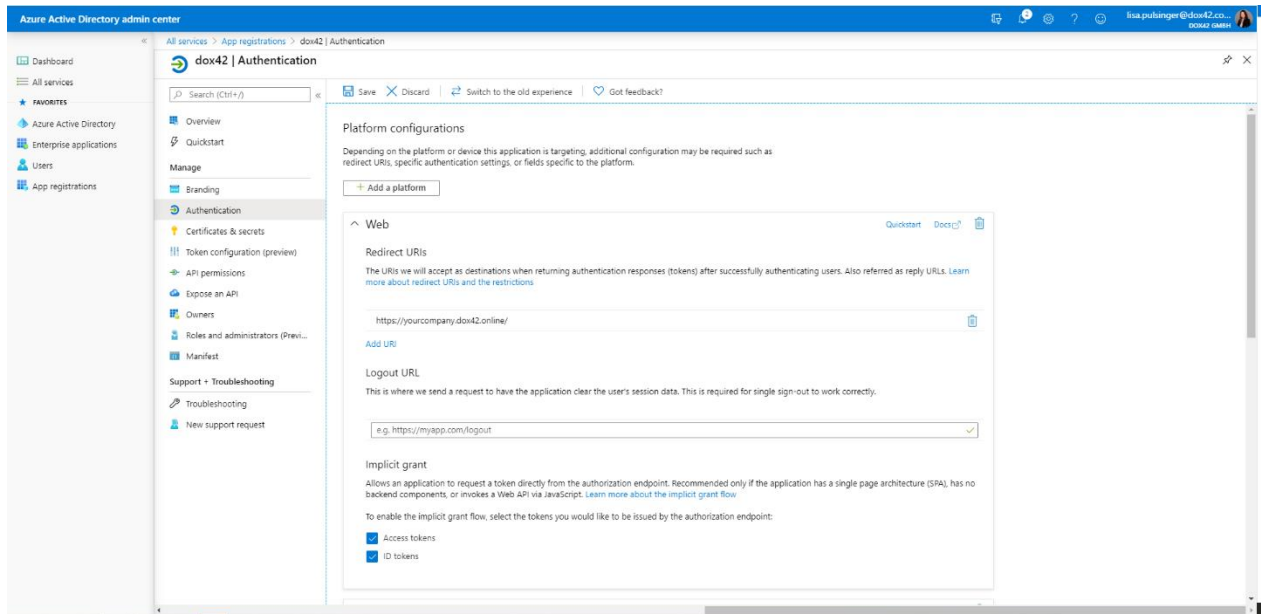 Azure Active Directory admin center
lisa.pulsinger@dox42.co...
DOX42 GMBH
All services > App registrations > dox42 | Authentication
Dashboard
All services
FAVORITES
Azure Active Directory
Enterprise applications
Users
App registrations
dox42 | Authentication
Search (Ctrl+/)
Overview
Quickstart
Manage
Branding
Authentication
Certificates & secrets
Token configuration (preview)
API permissions
Expose an API
Owners
Roles and administrators (Previ...
Manifest
Support + Troubleshooting
Troubleshooting
New support request
Save Discard Switch to the old experience Got feedback?
Platform configurations
Depending on the platform or device this application is targeting, additional configuration may be required such as
redirect URIs, specific authentication settings, or fields specific to the platform.
+ Add a platform
Web Quickstart Docs
Redirect URIs
The URIs we will accept as destinations when returning authentication responses (tokens) after successfully authenticating users. Also referred as reply URLs. Learn
more about redirect URIs and the restrictions
https://yourcompany.dox42.online/
Add URI
Logout URL
This is where we send a request to have the application clear the user's session data. This is required for single sign-out to work correctly.
e.g. https://myapp.com/logout
Implicit grant
Allows an application to request a token directly from the authorization endpoint. Recommended only if the application has a single page architecture (SPA), has no
backend components, or invokes a Web API via JavaScript. Learn more about the implicit grant flow
To enable the implicit grant flow, select the tokens you would like to be issued by the authorization endpoint:
Access tokens
ID tokens